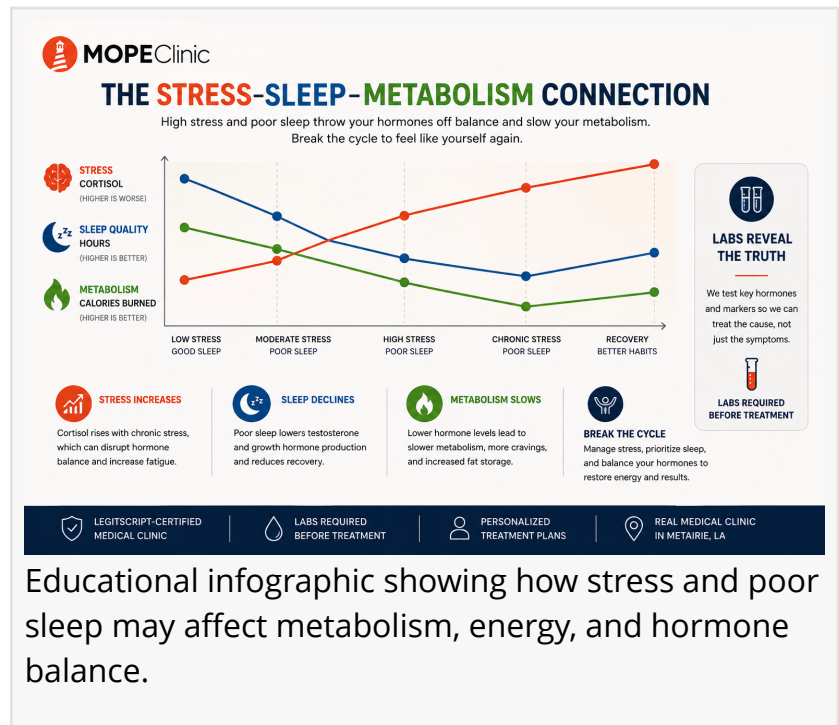 MOPEClinic
THE STRESS-SLEEP-METABOLISM CONNECTION
High stress and poor sleep throw your hormones off balance and slow your metabolism.
Break the cycle to feel like yourself again.
STRESS
CORTISOL
(HIGHER IS WORSE)
zzz
SLEEP QUALITY
HOURS
(HIGHER IS BETTER)
METABOLISM
CALORIES BURNED
(HIGHER IS BETTER)
LOW STRESS
GOOD SLEEP
MODERATE STRESS
POOR SLEEP
HIGH STRESS
POOR SLEEP
CHRONIC STRESS
POOR SLEEP
RECOVERY
BETTER HABITS
LABS REVEAL
THE TRUTH
We test key hormones
and markers so we can
treat the cause, not
just the symptoms.
LABS REQUIRED
BEFORE TREATMENT
STRESS INCREASES
Cortisol rises with chronic stress,
which can disrupt hormone
balance and increase fatigue.
zzz
SLEEP DECLINES
Poor sleep lowers testosterone
and growth hormone production
and reduces recovery.
METABOLISM SLOWS
Lower hormone levels lead to
slower metabolism, more cravings,
and increased fat storage.
BREAK THE CYCLE
Manage stress, prioritize sleep,
and balance your hormones to
restore energy and results.
LEGITSCRIPT-CERTIFIED
MEDICAL CLINIC
LABS REQUIRED
BEFORE TREATMENT
PERSONALIZED
TREATMENT PLANS
REAL MEDICAL CLINIC
IN METAIRIE, LA
Educational infographic showing how stress and poor
sleep may affect metabolism, energy, and hormone
balance.